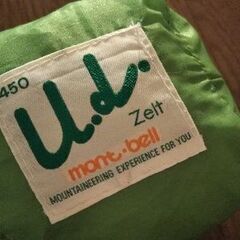 450
U.L.
Zelt
mont·bell
MOUNTAINEERING EXPERIENCE FOR YOU